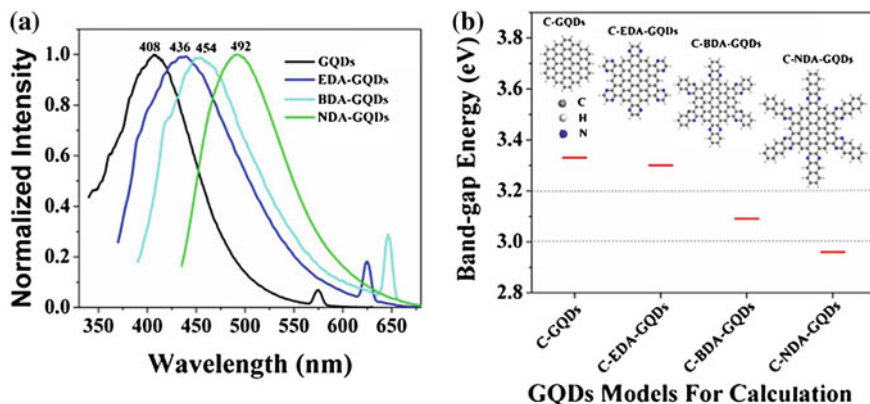 (a)
408 436 454 492
GQDs
EDA-GQDs
BDA-GQDs
NDA-GQDs
Normalized Intensity
1.0
0.8
0.6
0.4
0.2
0.0
350 400 450 500 550 600 650
Wavelength (nm)
(b)
C-GQDs
C-EDA-GQDs
C-BDA-GQDs
C-NDA-GQDs
C
H
N
Band-gap Energy (eV)
3.8
3.6
3.4
3.2
3.0
2.8
C-GQDs
C-EDA-GQDs
C-BDA-GQDs
C-NDA-GQDs
GQDs Models For Calculation